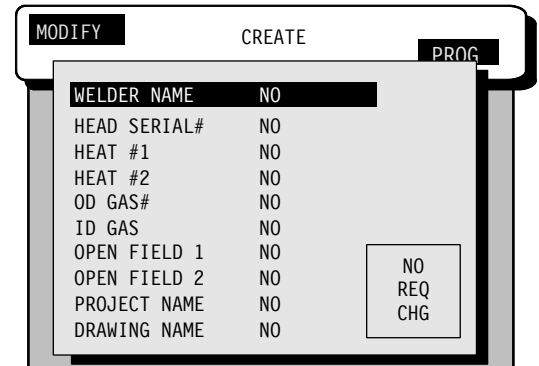 MODIFY CREATE PROG
WELDER NAME NO
HEAD SERIAL# NO
HEAT #1 NO
HEAT #2 NO
OD GAS# NO
ID GAS NO
OPEN FIELD 1 NO
OPEN FIELD 2 NO
PROJECT NAME NO
DRAWING NAME NO
NO
REQ
CHG